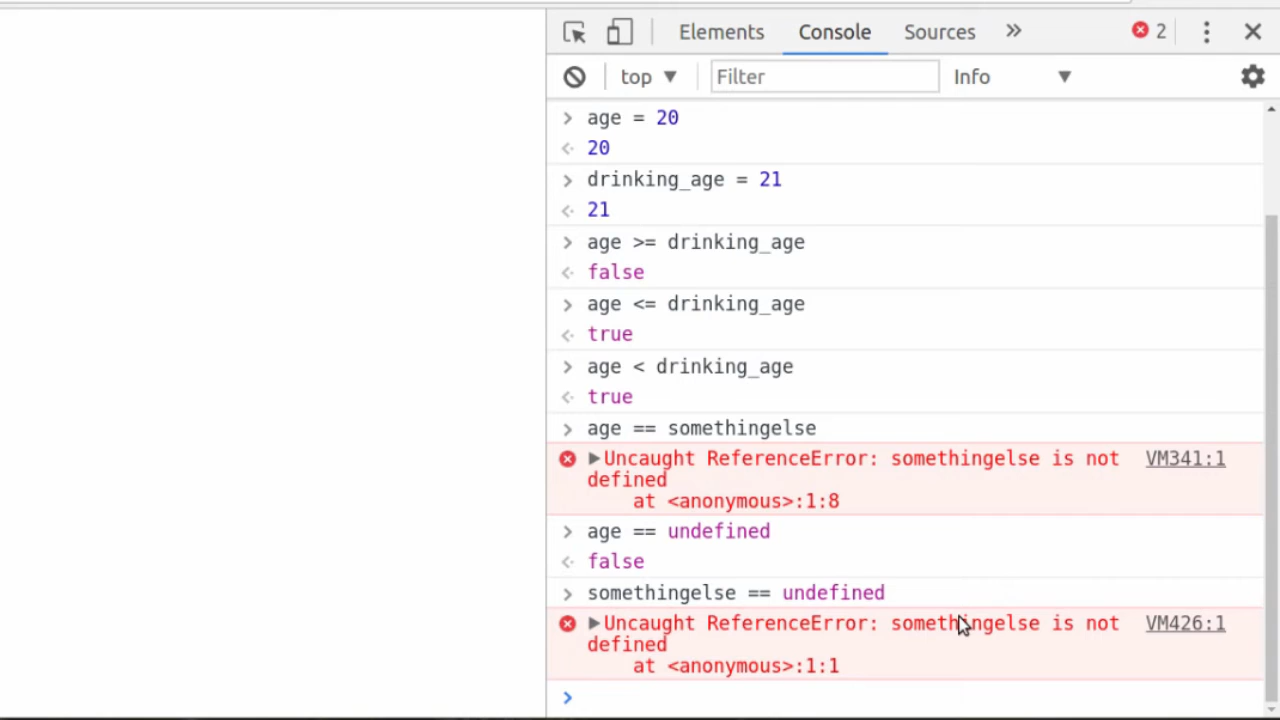 Elements Console Sources 2
top Filter Info
age = 20
20
drinking_age = 21
21
age >= drinking_age
false
age <= drinking_age
true
age < drinking_age
true
age == somethingelse
Uncaught ReferenceError: somethingelse is not VM341:1
defined
at <anonymous>:1:8
age == undefined
false
somethingelse == undefined
Uncaught ReferenceError: somethingelse is not VM426:1
defined
at <anonymous>:1:1